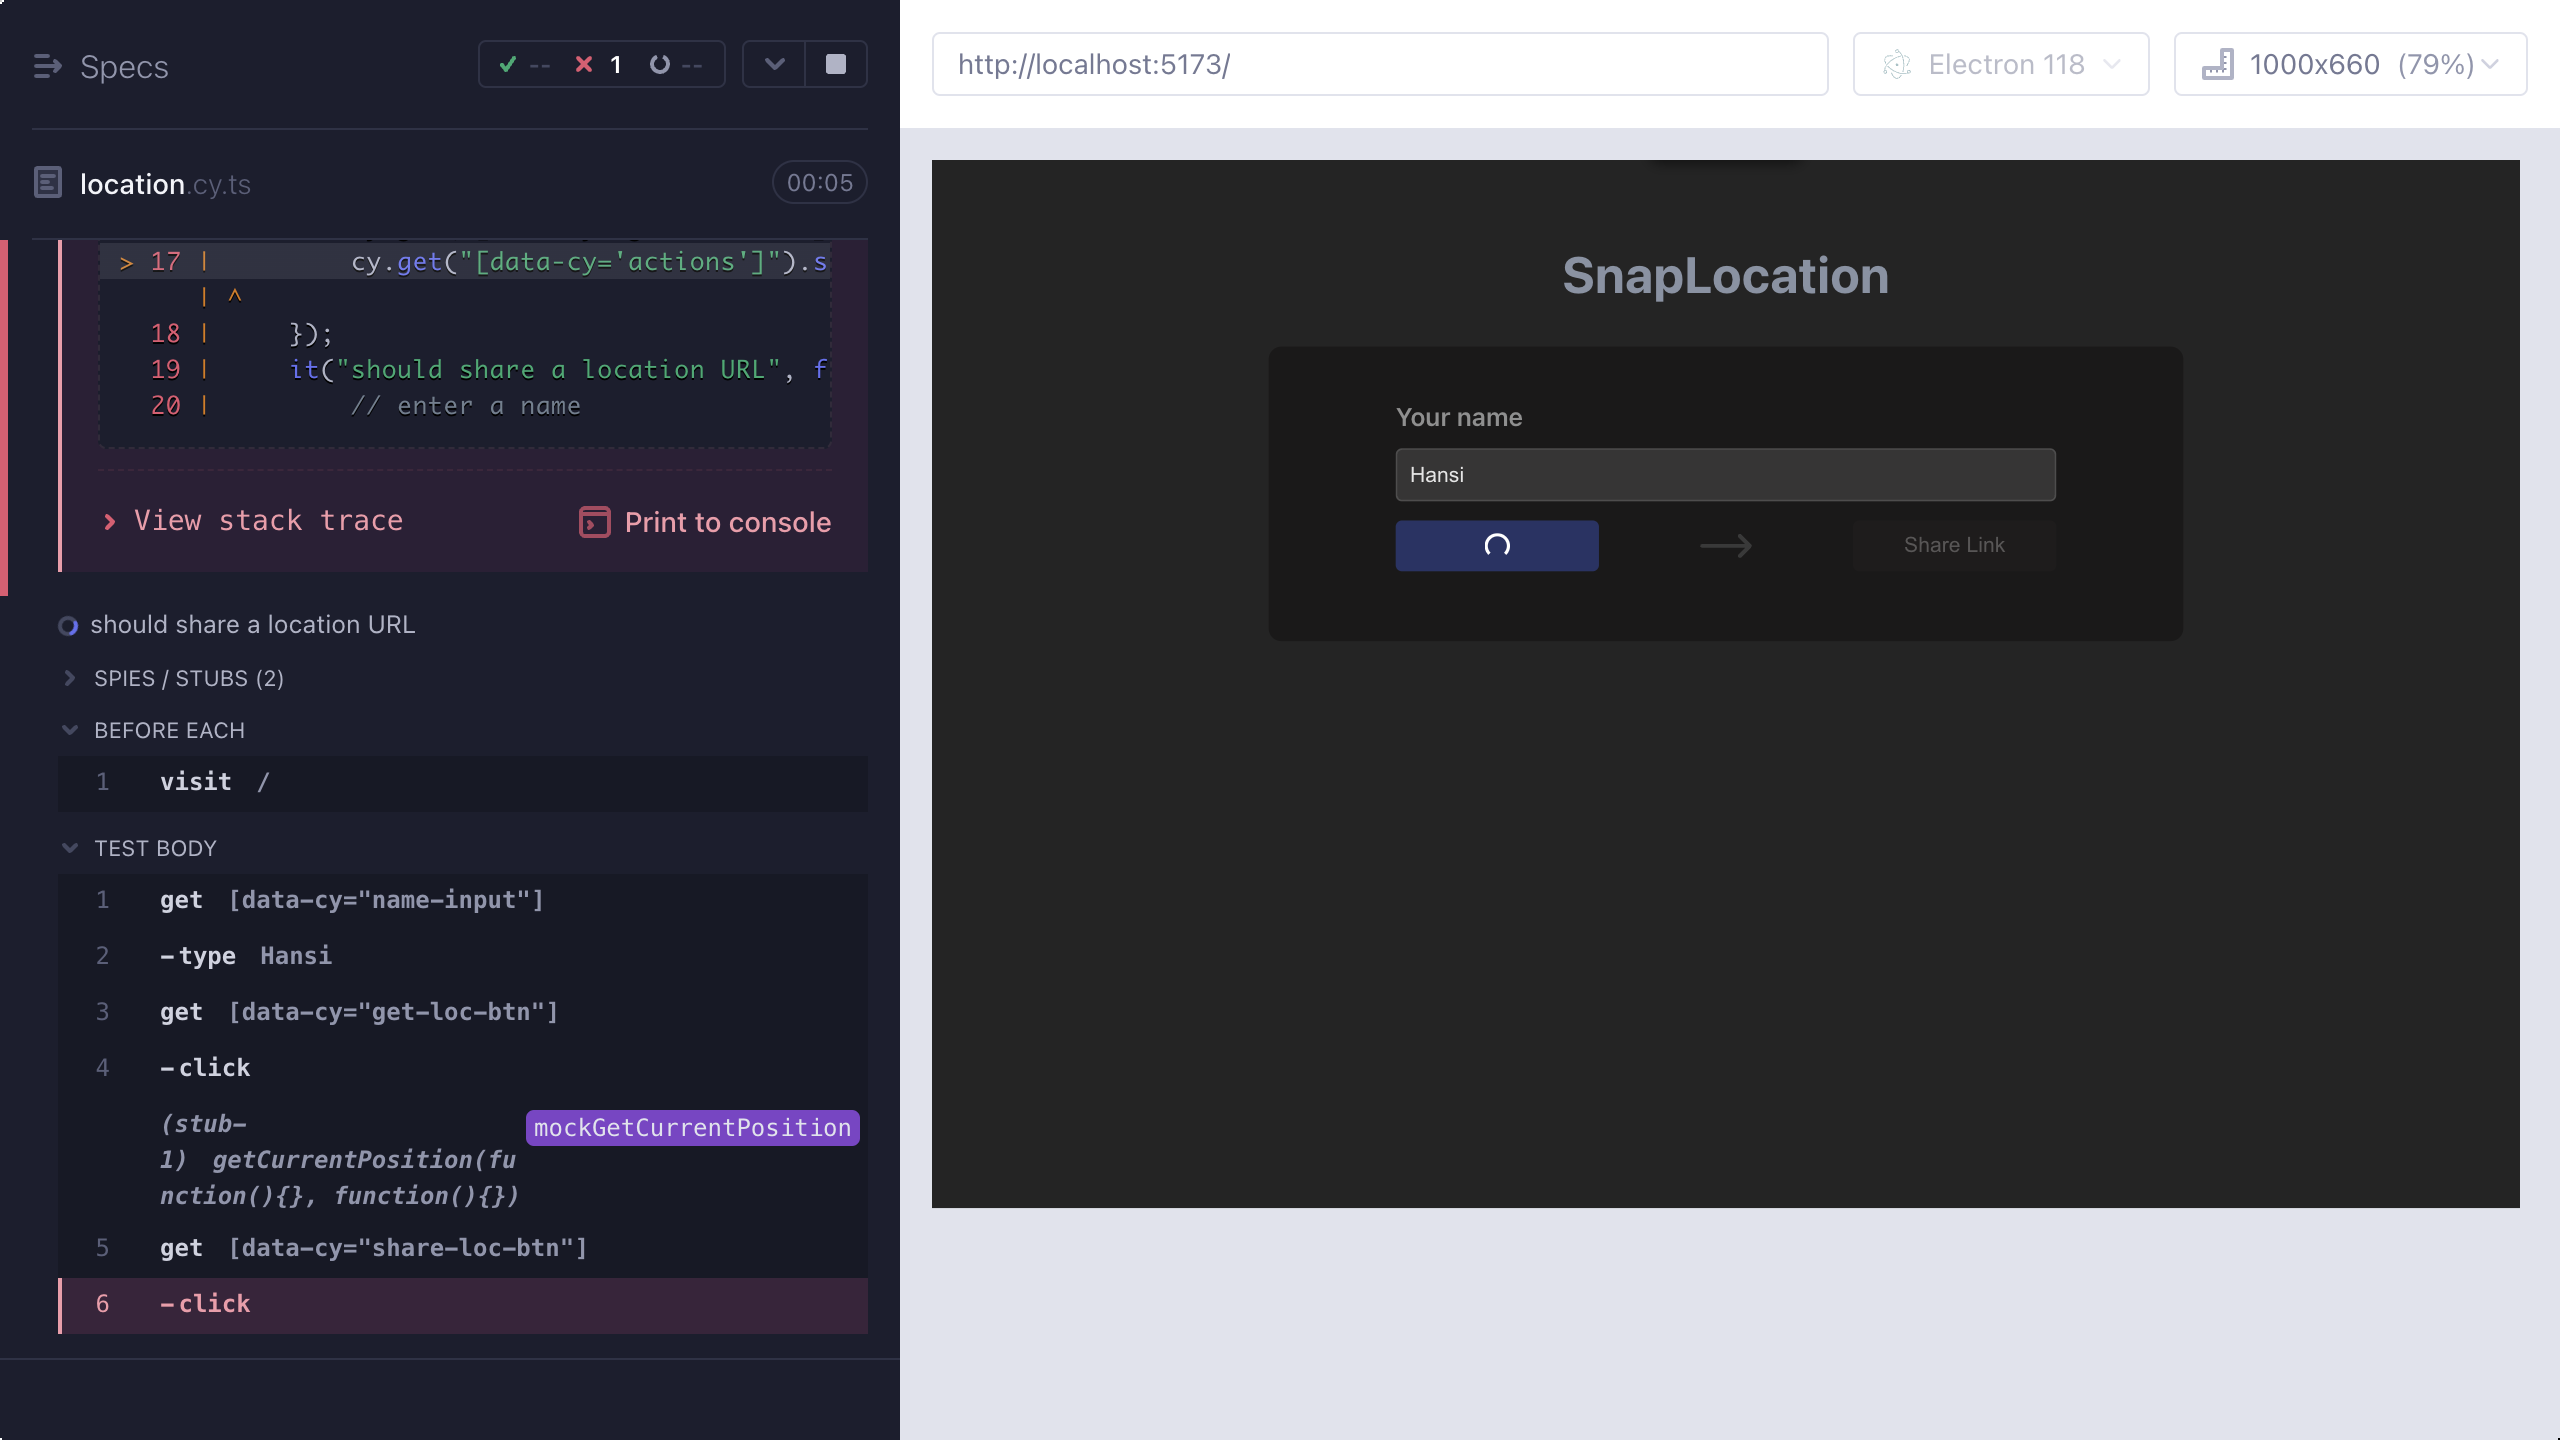 Specs
-- 1 --
location.cy.ts
00:05
> 17 | cy.get("[data-cy='actions']").s
| ^
18 | });
19 | it("should share a location URL", f
20 | // enter a name
View stack trace
Print to console
should share a location URL
SPIES / STUBS (2)
BEFORE EACH
1 visit /
TEST BODY
1 get [data-cy="name-input"]
2 -type Hansi
3 get [data-cy="get-loc-btn"]
4 -click
(stub-
mockGetCurrentPosition
1) getCurrentPosition(fu
nction(){}, function(){})
5 get [data-cy="share-loc-btn"]
6 -click
http://localhost:5173/
Electron 118
1000x660 (79%)
SnapLocation
Your name
Hansi
Share Link